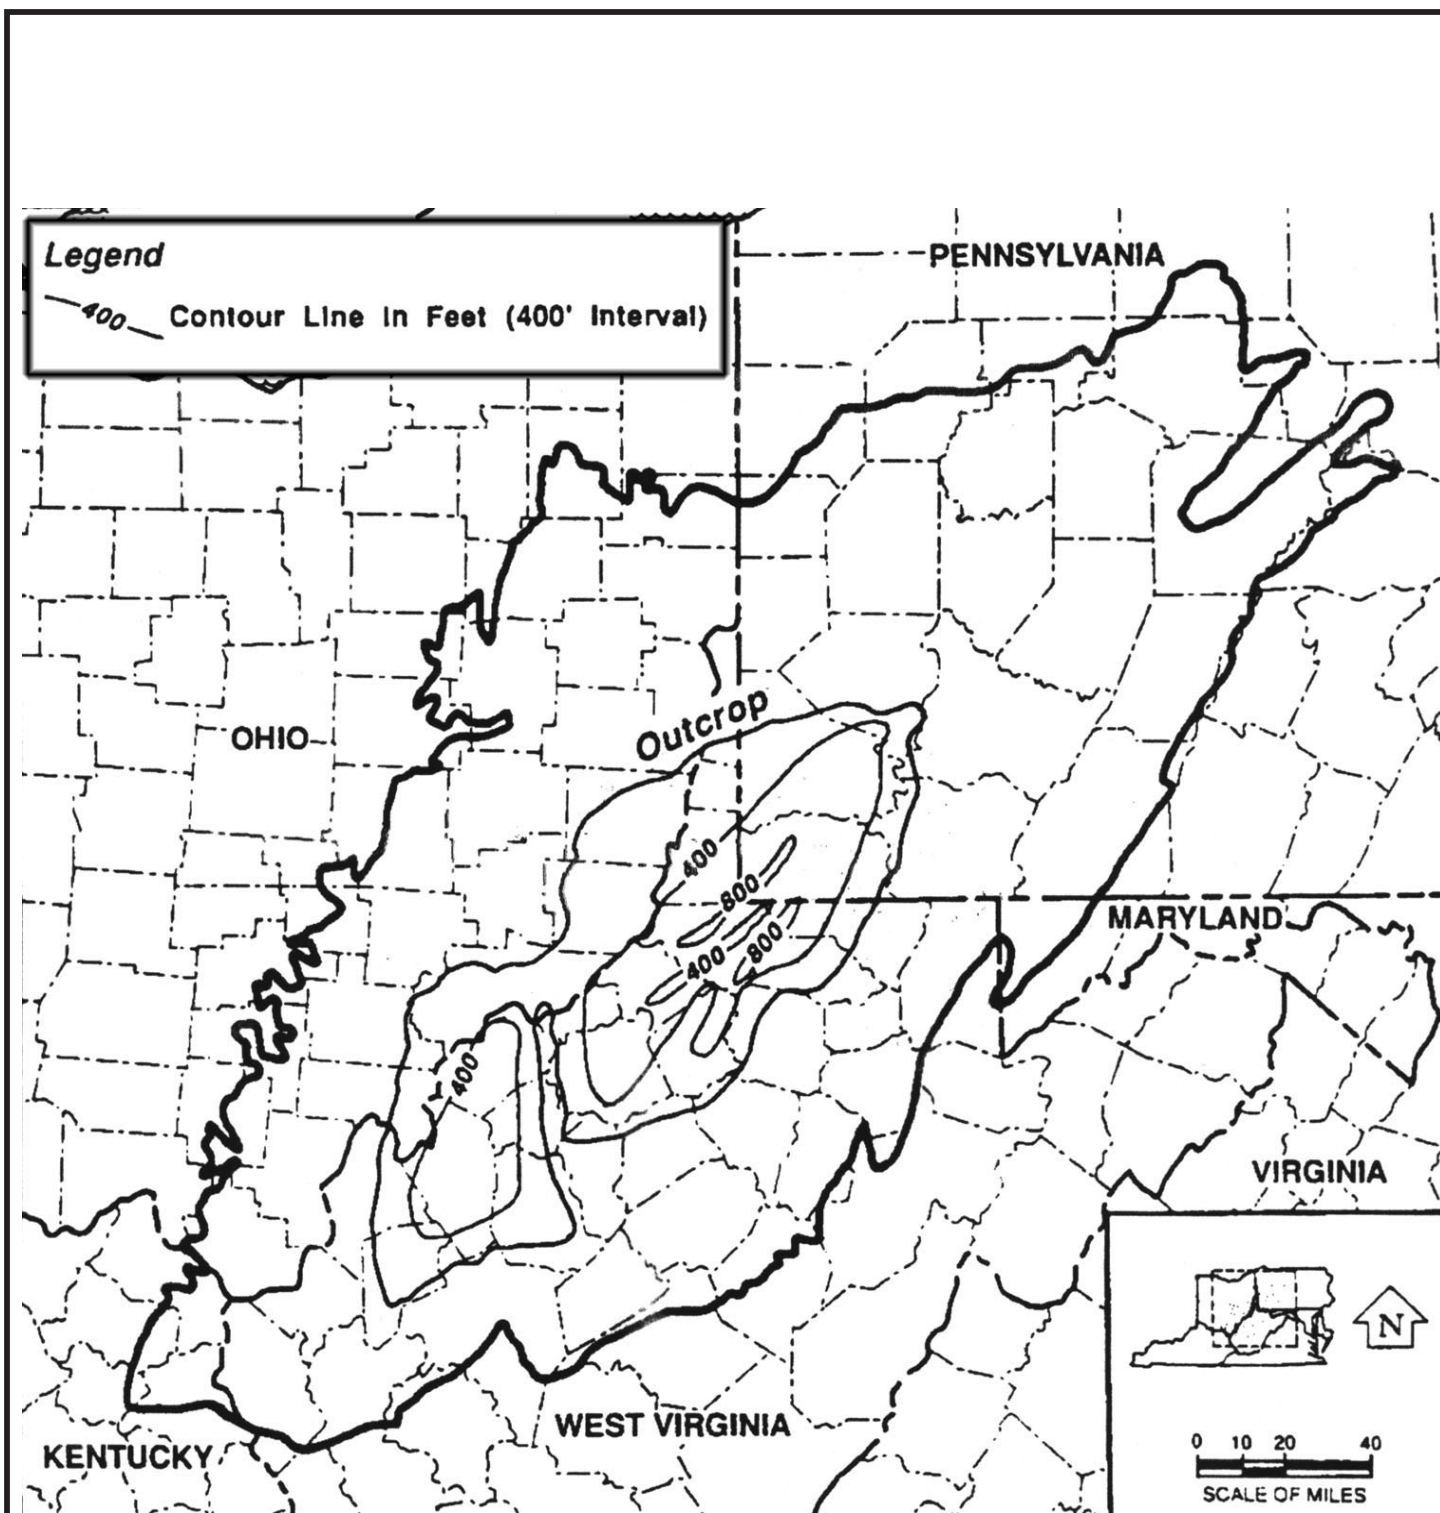 Legend
400 Contour Line in Feet (400' Interval)
PENNSYLVANIA
OHIO
Outcrop
400
800
400
800
400
MARYLAND
VIRGINIA
WEST VIRGINIA
KENTUCKY
N
0 10 20 40
SCALE OF MILES